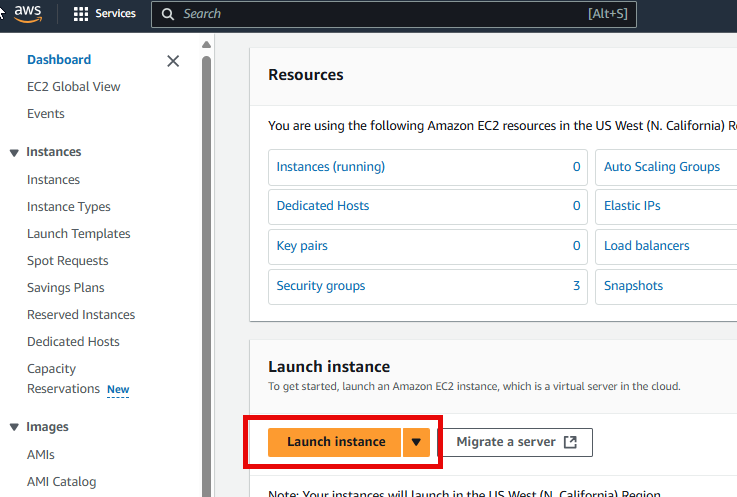 aws Services Search [Alt+S]
Dashboard
EC2 Global View
Events
Instances
Instances
Instance Types
Launch Templates
Spot Requests
Savings Plans
Reserved Instances
Dedicated Hosts
Capacity
Reservations New
Images
AMIs
AMI Catalog
Resources
You are using the following Amazon EC2 resources in the US West (N. California) R
Instances (running) 0 Auto Scaling Groups
Dedicated Hosts 0 Elastic IPs
Key pairs 0 Load balancers
Security groups 3 Snapshots
Launch instance
To get started, launch an Amazon EC2 instance, which is a virtual server in the cloud.
Launch instance Migrate a server
Note: Your instances will launch in the US West (N. California) Region